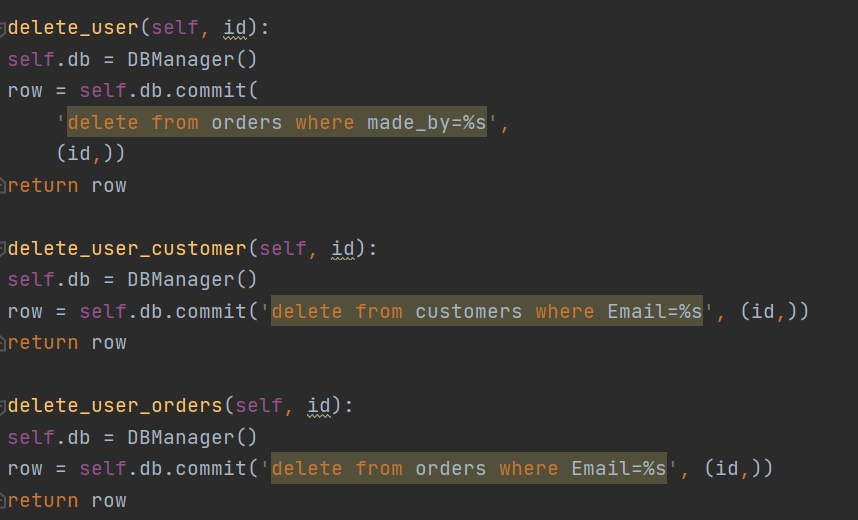 delete_user(self, id):
self.db = DBManager()
row = self.db.commit(
'delete from orders where made_by=%s',
(id,))
return row
delete_user_customer(self, id):
self.db = DBManager()
row = self.db.commit('delete from customers where Email=%s', (id,))
return row
delete_user_orders(self, id):
self.db = DBManager()
row = self.db.commit('delete from orders where Email=%s', (id,))
return row